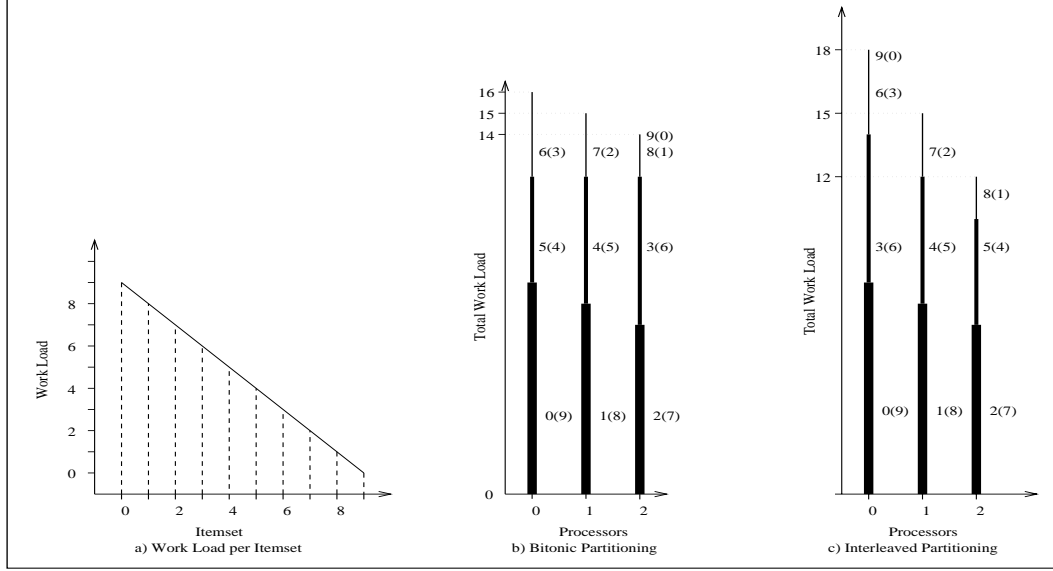 Work Load
8
6
4
2
0
0 2 4 6 8
Itemset
a) Work Load per Itemset
Total Work Load
16
15
14
0
9(0)
6(3) 7(2) 8(1)
5(4) 4(5) 3(6)
0(9) 1(8) 2(7)
0 1 2
Processors
b) Bitonic Partitioning
Total Work Load
18
15
12
9(0)
6(3)
7(2)
8(1)
3(6) 4(5) 5(4)
0(9) 1(8) 2(7)
0 1 2
Processors
c) Interleaved Partitioning